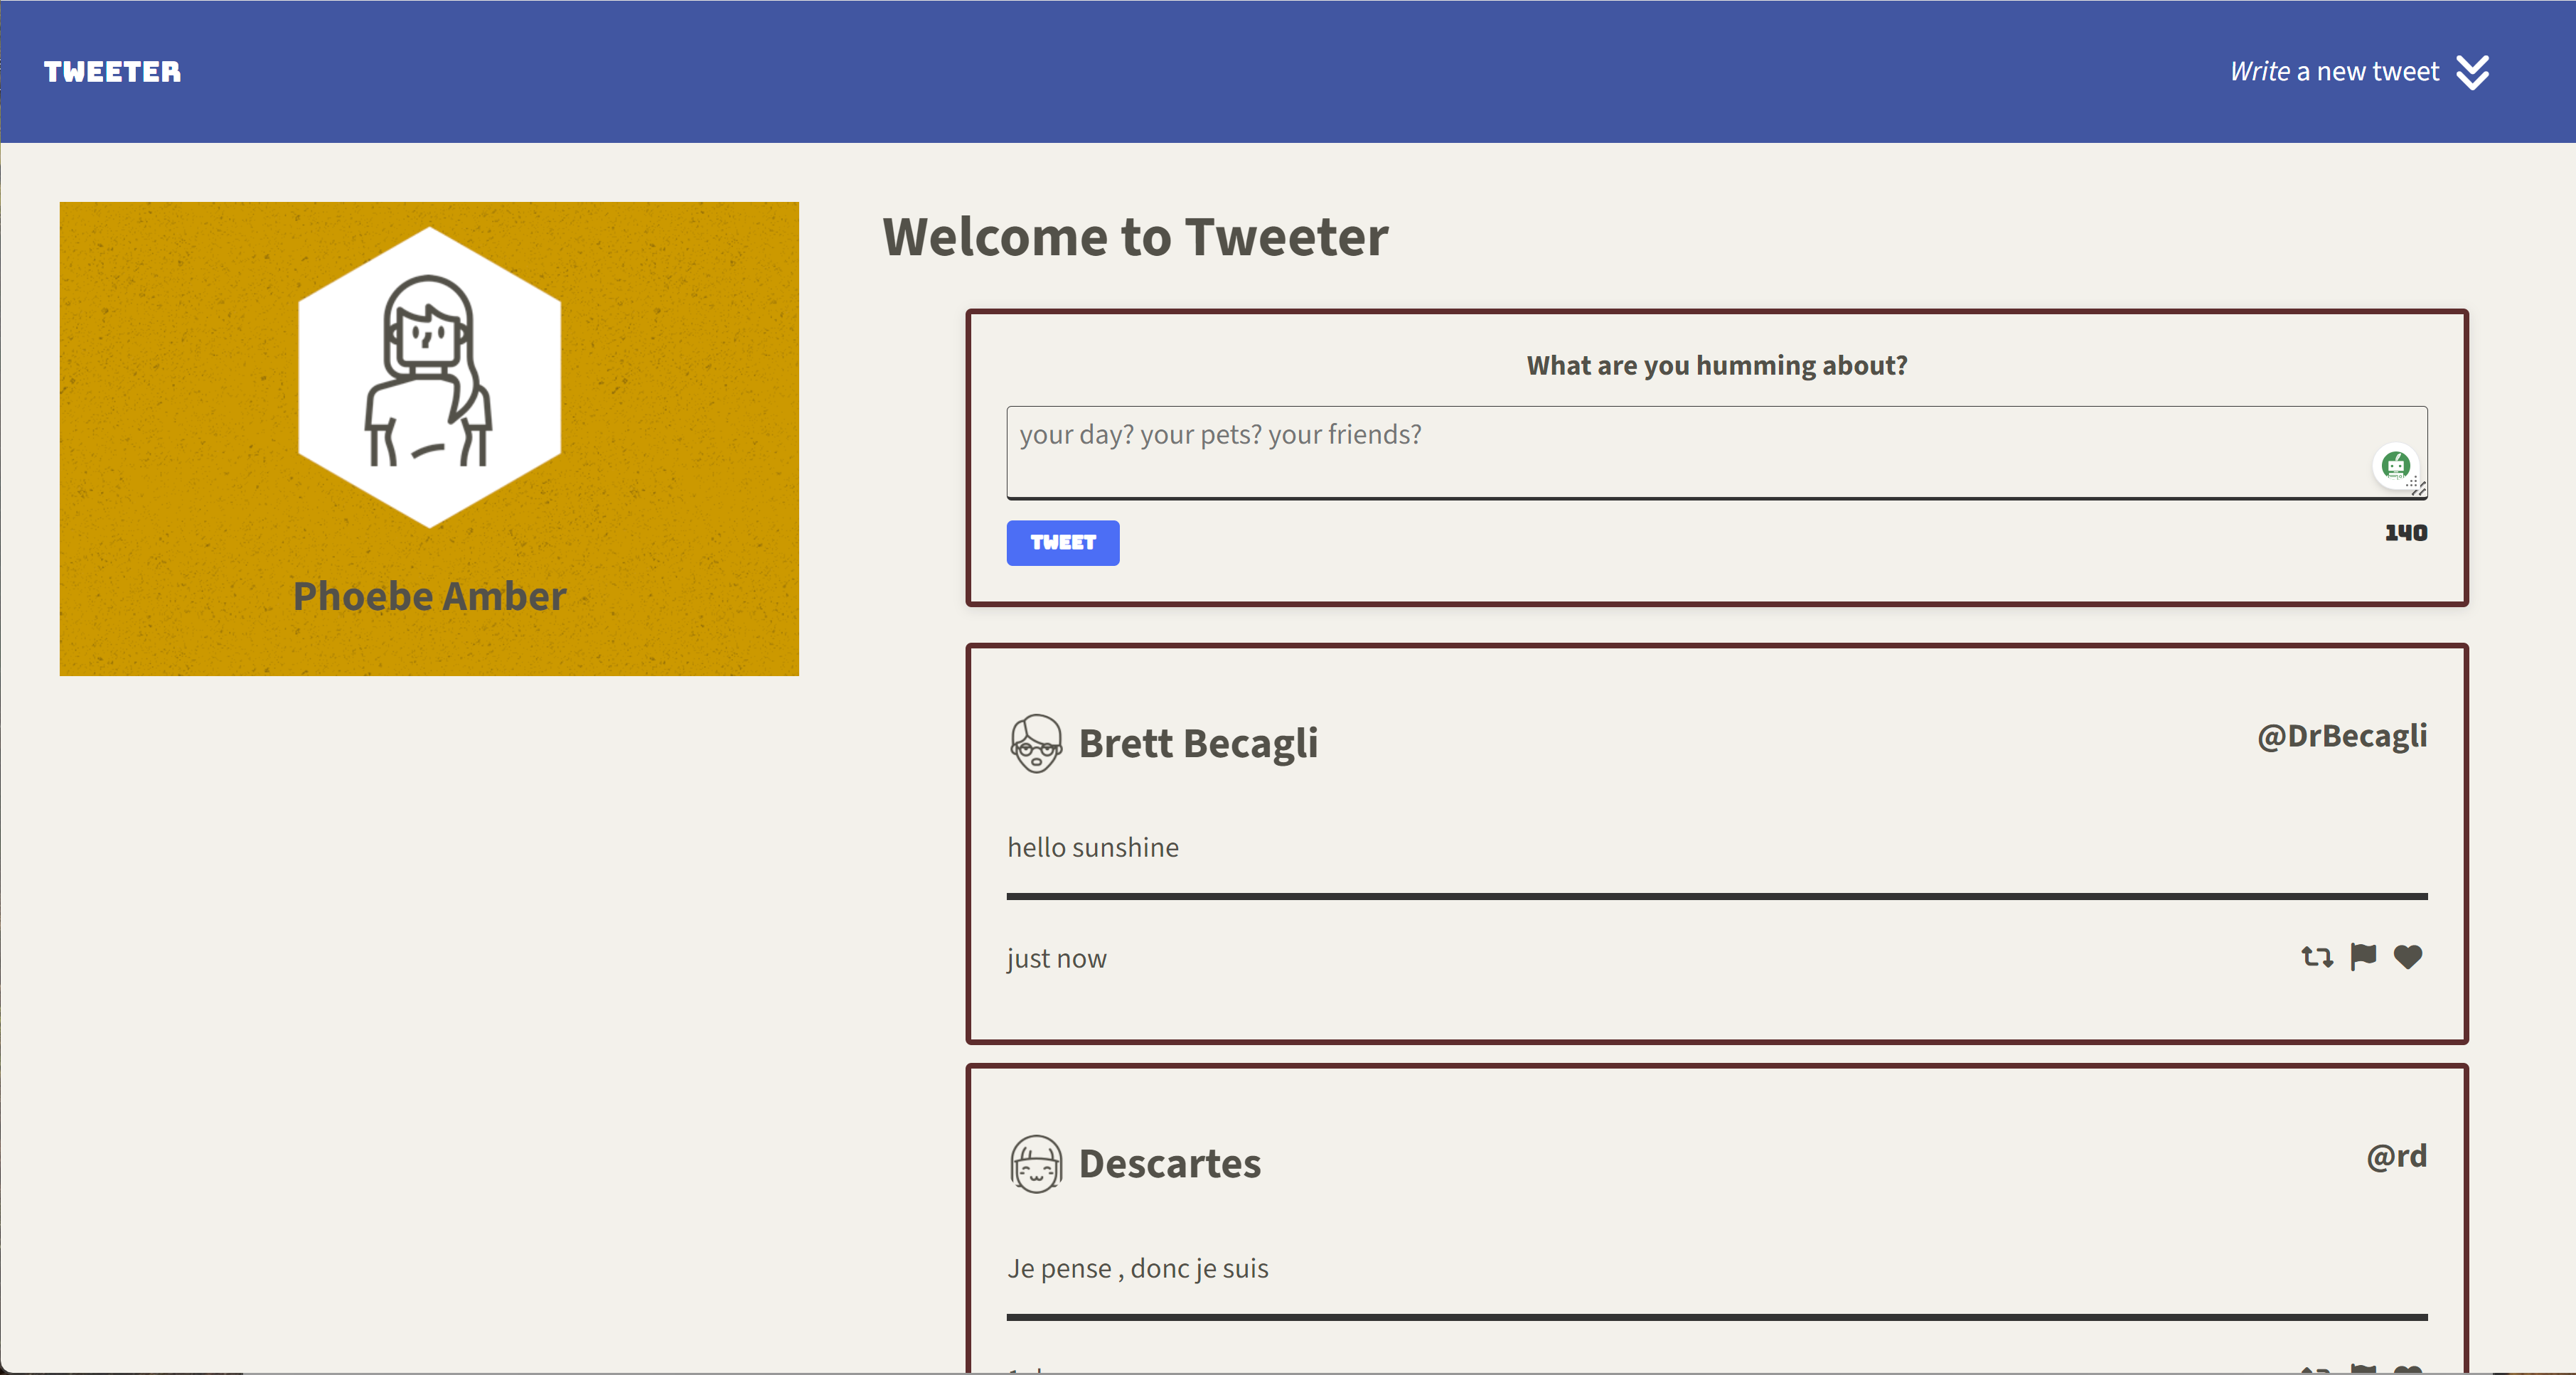 TWEETER
Write a new tweet
Phoebe Amber
Welcome to Tweeter
What are you humming about?
your day? your pets? your friends?
TWEET
140
Brett Becagli
@DrBecagli
hello sunshine
just now
Descartes
@rd
Je pense , donc je suis